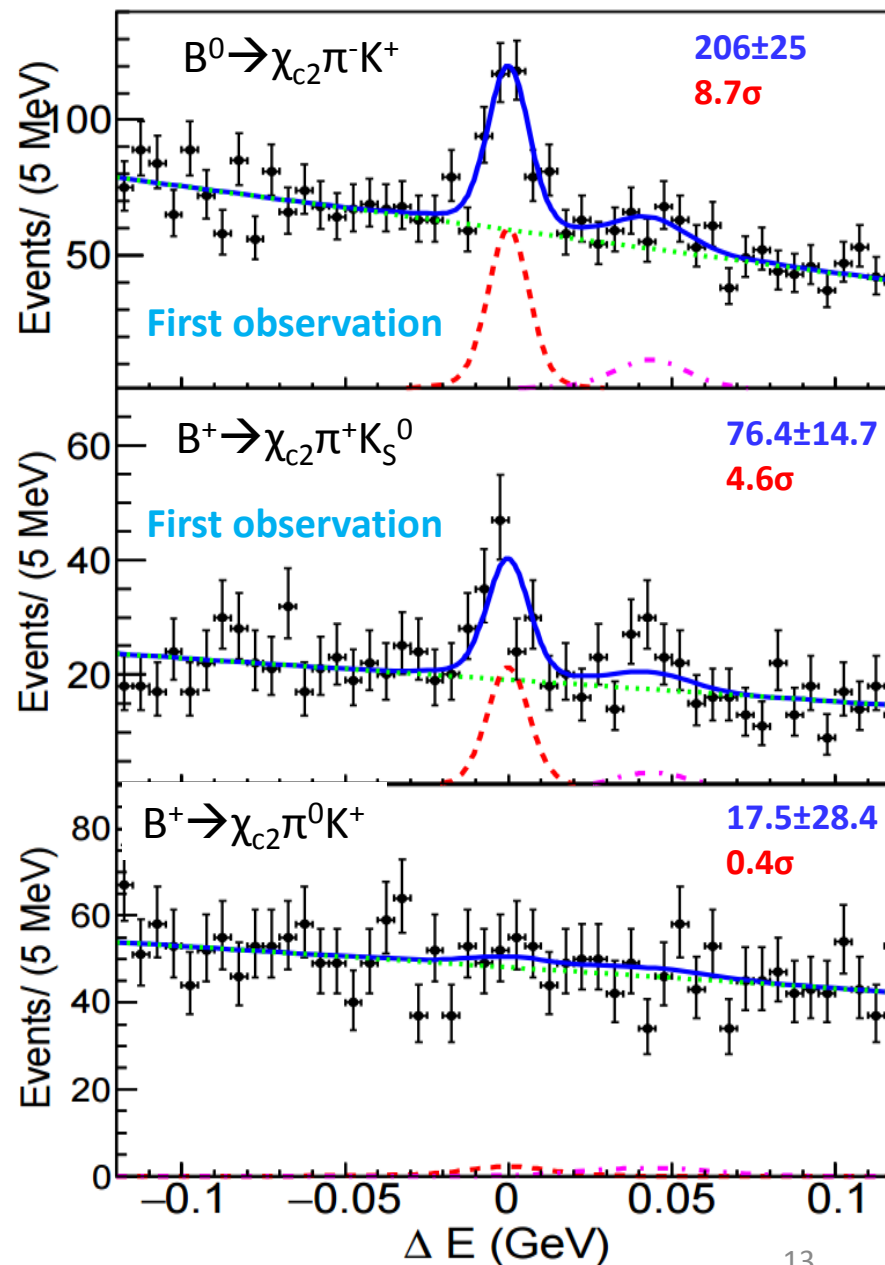 B⁰→χc2π⁻K⁺
206±25
8.7σ
100
50
Events/ (5 MeV)
First observation
B⁺→χc2π⁺KS⁰
76.4±14.7
4.6σ
60
40
20
Events/ (5 MeV)
First observation
B⁺→χc2π⁰K⁺
17.5±28.4
0.4σ
80
60
40
20
0
Events/ (5 MeV)
−0.1 −0.05 0 0.05 0.1
Δ E (GeV)
13